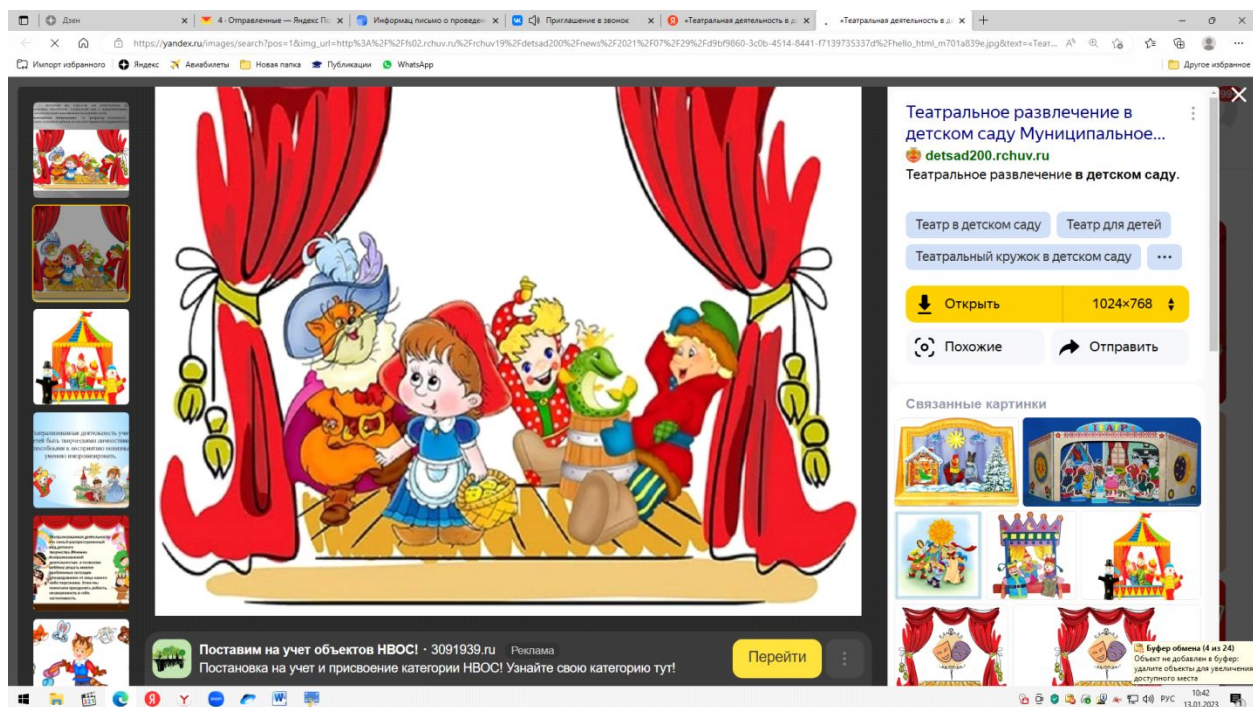 Дзен
4 · Отправленные — Яндекс По
Информац письмо о проведен
Приглашение в звонок
«Театральная деятельность в д
«Театральная деятельность в д
https://yandex.ru/images/search?pos=1&img_url=http%3A%2F%2Ffs02.rchuv.ru%2Frchuv19%2Fdetsad200%2Fnews%2F2021%2F07%2F29%2Fd9bf9860-3c0b-4514-8441-f7139735337d%2Fhello_html_m701a839e.jpg&text=«Теат...
Импорт избранного
Яндекс
Авиабилеты
Новая папка
Публикации
WhatsApp
Другое избранное
Театральное развлечение в
детском саду Муниципальное...
detsad200.rchuv.ru
Театральное развлечение в детском саду.
Театр в детском саду
Театр для детей
Театральный кружок в детском саду
Открыть
1024×768
Похожие
Отправить
Связанные картинки
ТЕАТР
Поставим на учет объектов НВОС! · 3091939.ru Реклама
Постановка на учет и присвоение категории НВОС! Узнайте свою категорию тут!
Перейти
Буфер обмена (4 из 24)
Объект не добавлен в буфер:
удалите объекты для увеличения
доступного места
РУС
10:42
13.01.2023